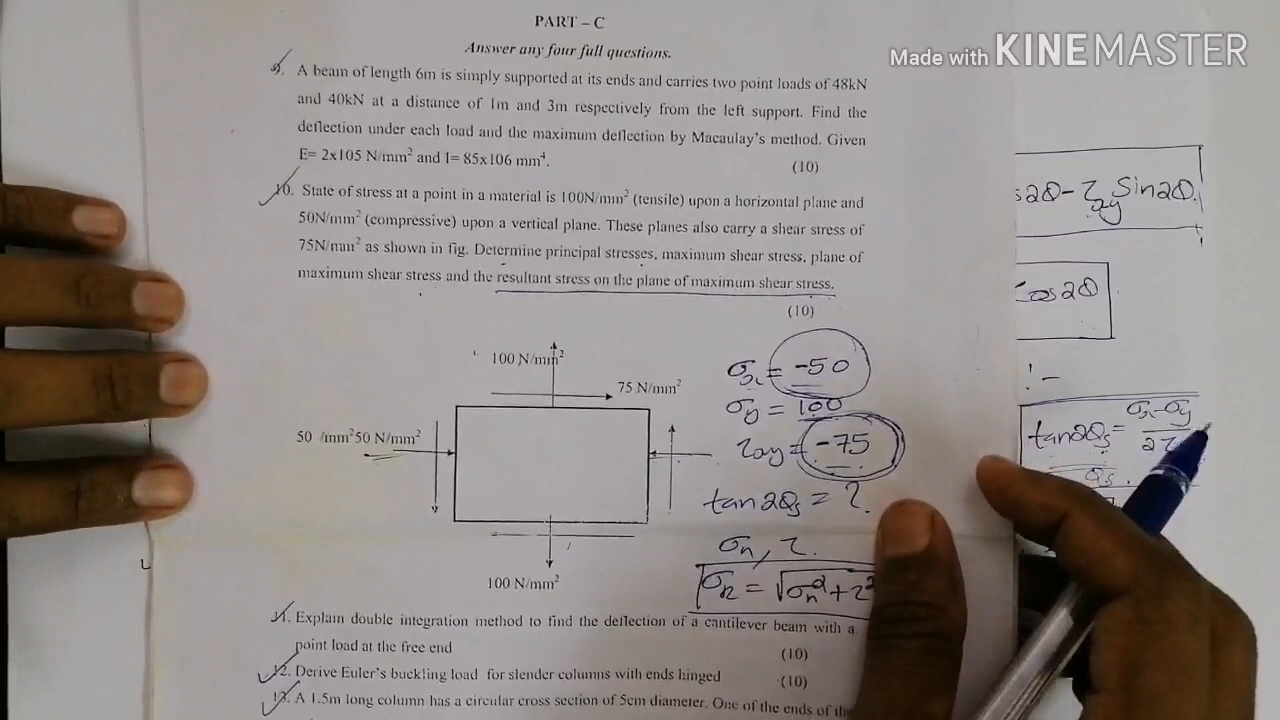 PART – C
Made with KINEMASTER
Answer any four full questions.
9. A beam of length 6m is simply supported at its ends and carries two point loads of 48kN
and 40kN at a distance of 1m and 3m respectively from the left support. Find the
deflection under each load and the maximum deflection by Macaulay's method. Given
E= 2x105 N/mm² and I= 85x106 mm⁴. (10)
10. State of stress at a point in a material is 100N/mm² (tensile) upon a horizontal plane and
50N/mm² (compressive) upon a vertical plane. These planes also carry a shear stress of
75N/mm² as shown in fig. Determine principal stresses, maximum shear stress, plane of
maximum shear stress and the resultant stress on the plane of maximum shear stress.
(10)
100 N/mm²
75 N/mm²
50 /mm²50 N/mm²
100 N/mm²
σx = -50
σy = 100
τxy = -75
tan2θs = ?
σn, τ.
σR = √σn²+τ²
s2θ- τxy Sin2θ.
Cos2θ
! -
tan2θs = σx-σy
2τ
θs.
11. Explain double integration method to find the deflection of a cantilever beam with a
point load at the free end (10)
12. Derive Euler's buckling load for slender columns with ends hinged (10)
13. A 1.5m long column has a circular cross section of 5cm diameter. One of the ends of the